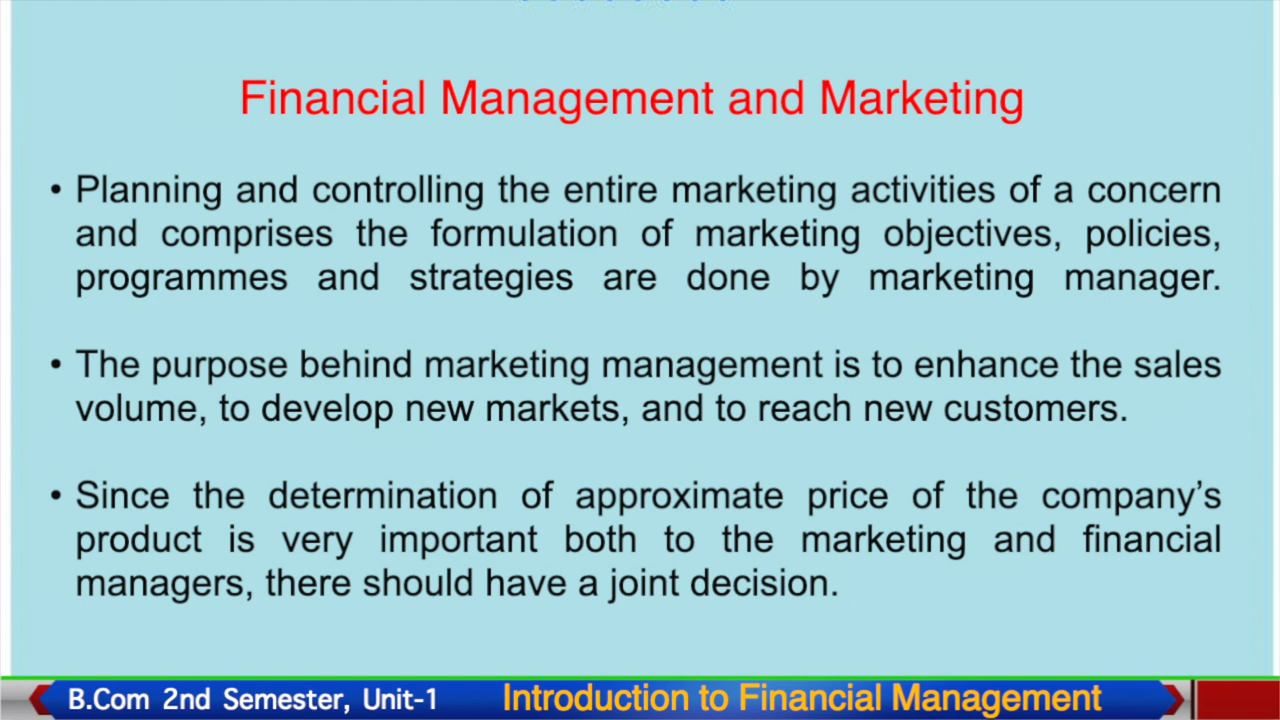 Financial Management and Marketing
• Planning and controlling the entire marketing activities of a concern
and comprises the formulation of marketing objectives, policies,
programmes and strategies are done by marketing manager.
• The purpose behind marketing management is to enhance the sales
volume, to develop new markets, and to reach new customers.
• Since the determination of approximate price of the company's
product is very important both to the marketing and financial
managers, there should have a joint decision.
B.Com 2nd Semester, Unit-1 Introduction to Financial Management